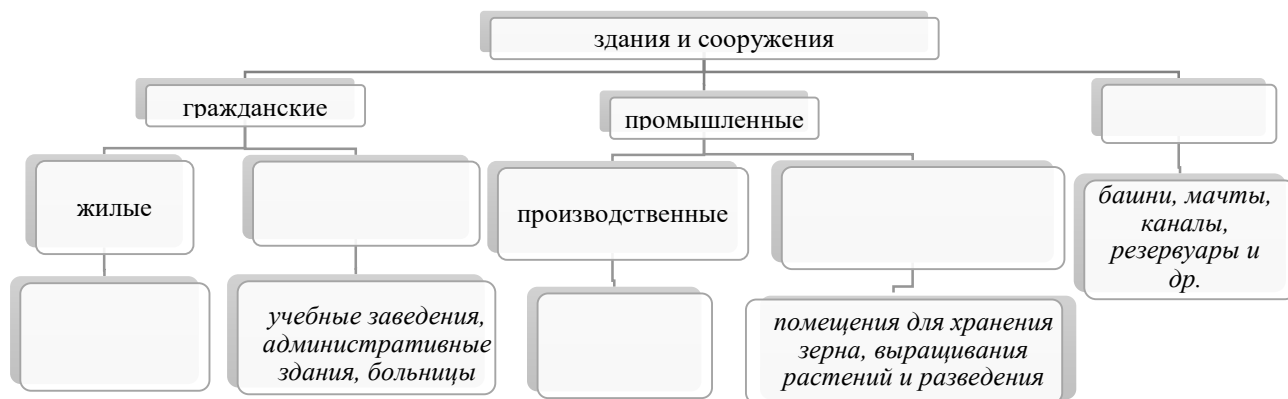 здания и сооружения
гражданские
промышленные
жилые
производственные
башни, мачты,
каналы,
резервуары и
др.
учебные заведения,
административные
здания, больницы
помещения для хранения
зерна, выращивания
растений и разведения